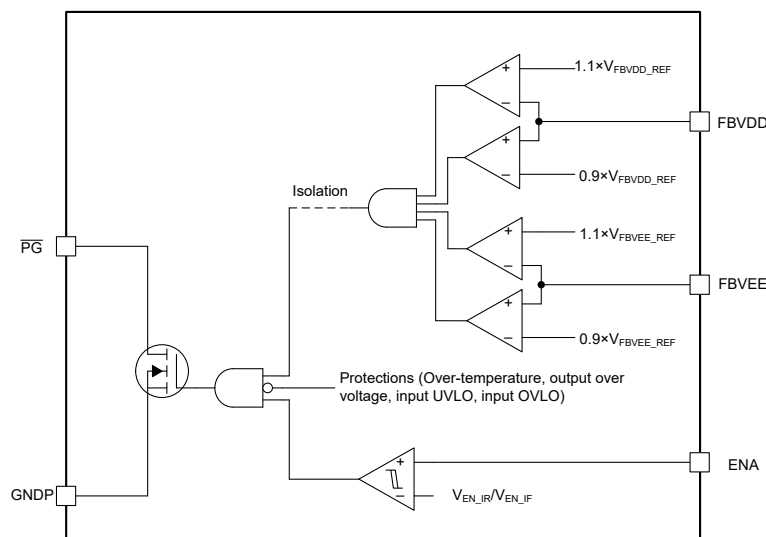 1.1×VFBVDD_REF
+
−
FBVDD
+
−
0.9×VFBVDD_REF
Isolation
+
1.1×VFBVEE_REF
−
PG
FBVEE
+
−
0.9×VFBVEE_REF
Protections (Over-temperature, output over
voltage, input UVLO, input OVLO)
+
ENA
−
VEN_IR/VEN_IF
GNDP